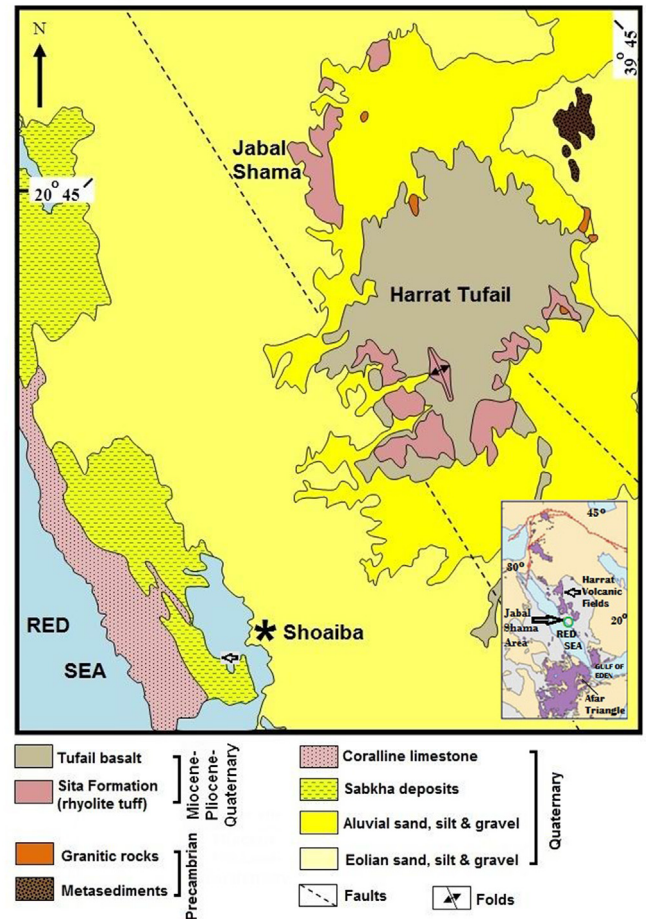 N
39° 45
Jabal
Shama
20° 45
Harrat Tufail
RED
SEA
Shoaiba
45°
30°
Harrat
Volcanic
Fields
Jabal
Shama
Area
20°
RED
SEA
GULF OF
EDEN
Afar
Triangle
Tufail basalt
Sita Formation
(rhyolite tuff)
Miocene-
Pliocene-
Quaternary
Granitic rocks
Metasediments
Precambrian
Coralline limestone
Sabkha deposits
Aluvial sand, silt & gravel
Eolian sand, silt & gravel
Quaternary
Faults
Folds